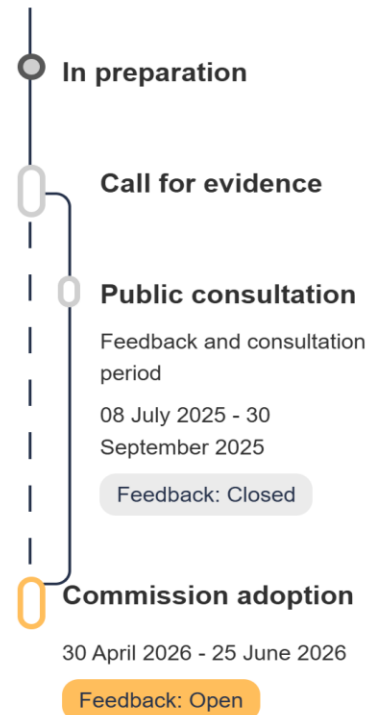 In preparation
Call for evidence
Public consultation
Feedback and consultation
period
08 July 2025 - 30
September 2025
Feedback: Closed
Commission adoption
30 April 2026 - 25 June 2026
Feedback: Open